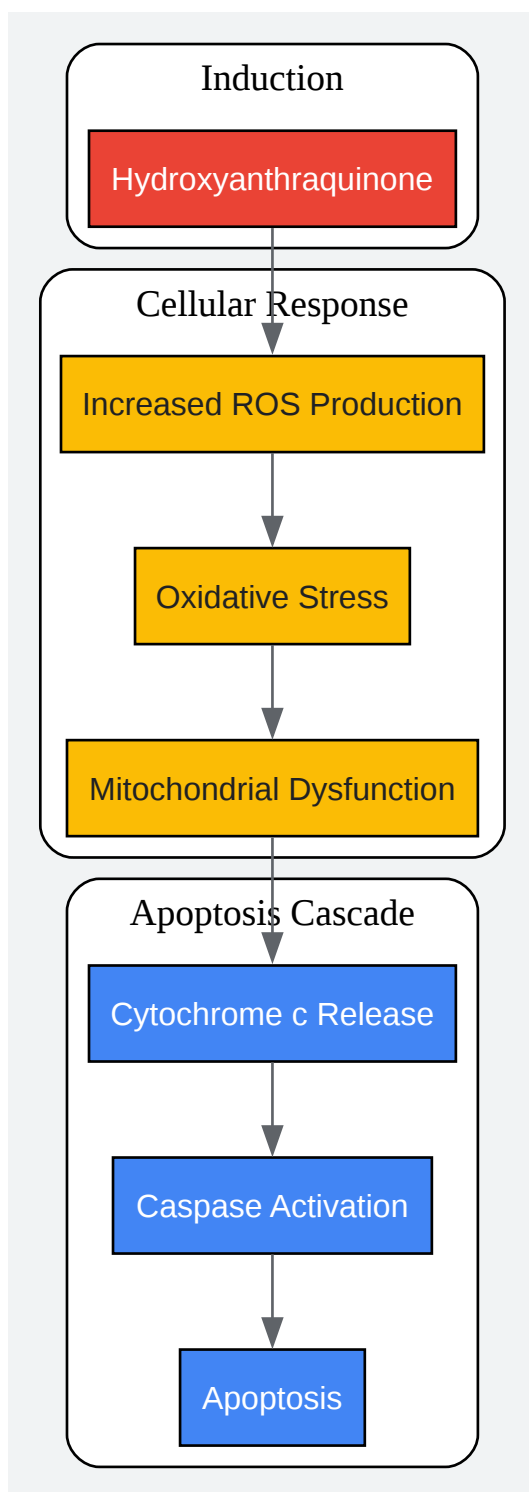 Induction
Hydroxyanthraquinone
Cellular Response
Increased ROS Production
Oxidative Stress
Mitochondrial Dysfunction
Apoptosis Cascade
Cytochrome c Release
Caspase Activation
Apoptosis